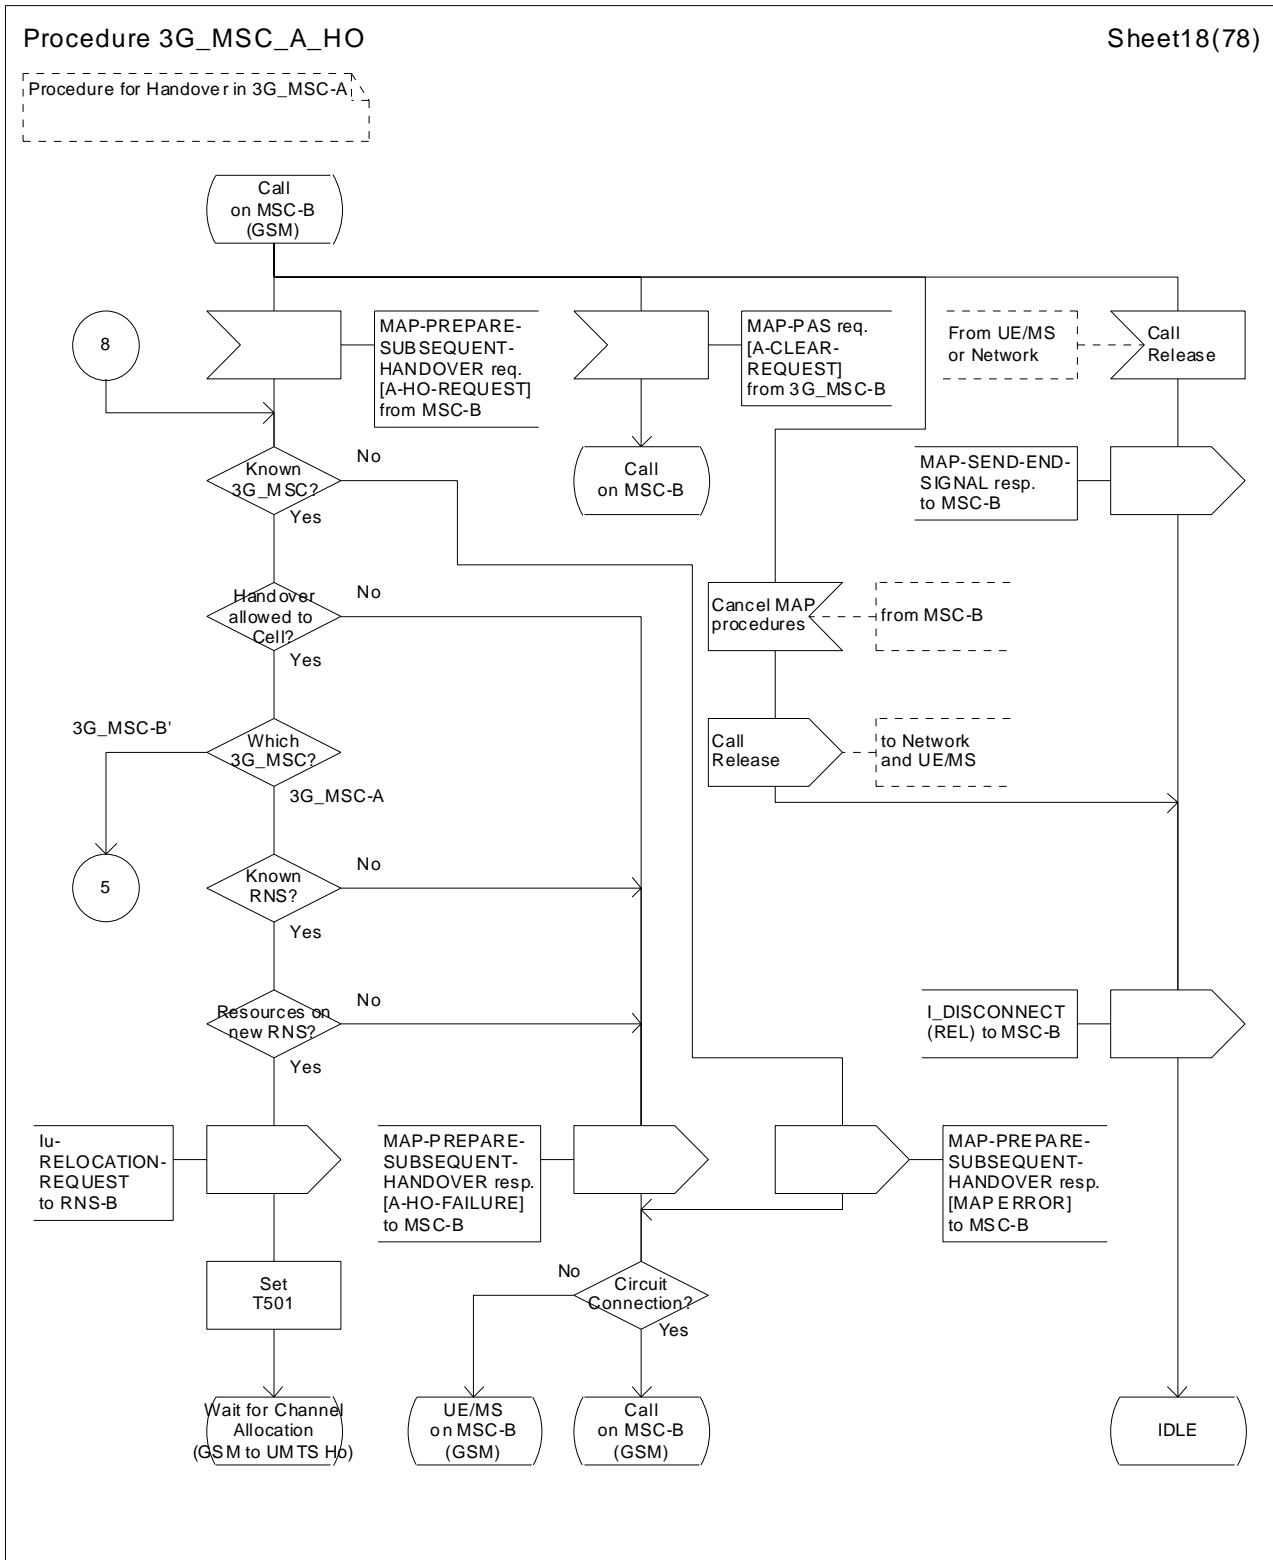 Procedure 3G_MSC_A_HO
Sheet18(78)
Procedure for Handover in 3G_MSC-A
Call
on MSC-B
(GSM)
8
MAP-PREPARE-
SUBSEQUENT-
HANDOVER req.
[A-HO-REQUEST]
from MSC-B
MAP-PAS req.
[A-CLEAR-
REQUEST]
from 3G_MSC-B
From UE/MS
or Network
Call
Release
Known
3G_MSC?
No
Yes
Call
on MSC-B
MAP-SEND-END-
SIGNAL resp.
to MSC-B
Handover
allowed to
Cell?
No
Yes
Cancel MAP
procedures
from MSC-B
3G_MSC-B'
Which
3G_MSC?
3G_MSC-A
Call
Release
to Network
and UE/MS
5
Known
RNS?
No
Yes
Resources on
new RNS?
No
Yes
I_DISCONNECT
(REL) to MSC-B
Iu-
RELOCATION-
REQUEST
to RNS-B
MAP-PREPARE-
SUBSEQUENT-
HANDOVER resp.
[A-HO-FAILURE]
to MSC-B
MAP-PREPARE-
SUBSEQUENT-
HANDOVER resp.
[MAP ERROR]
to MSC-B
Set
T501
No
Circuit
Connection?
Yes
Wait for Channel
Allocation
(GSM to UMTS Ho)
UE/MS
on MSC-B
(GSM)
Call
on MSC-B
(GSM)
IDLE